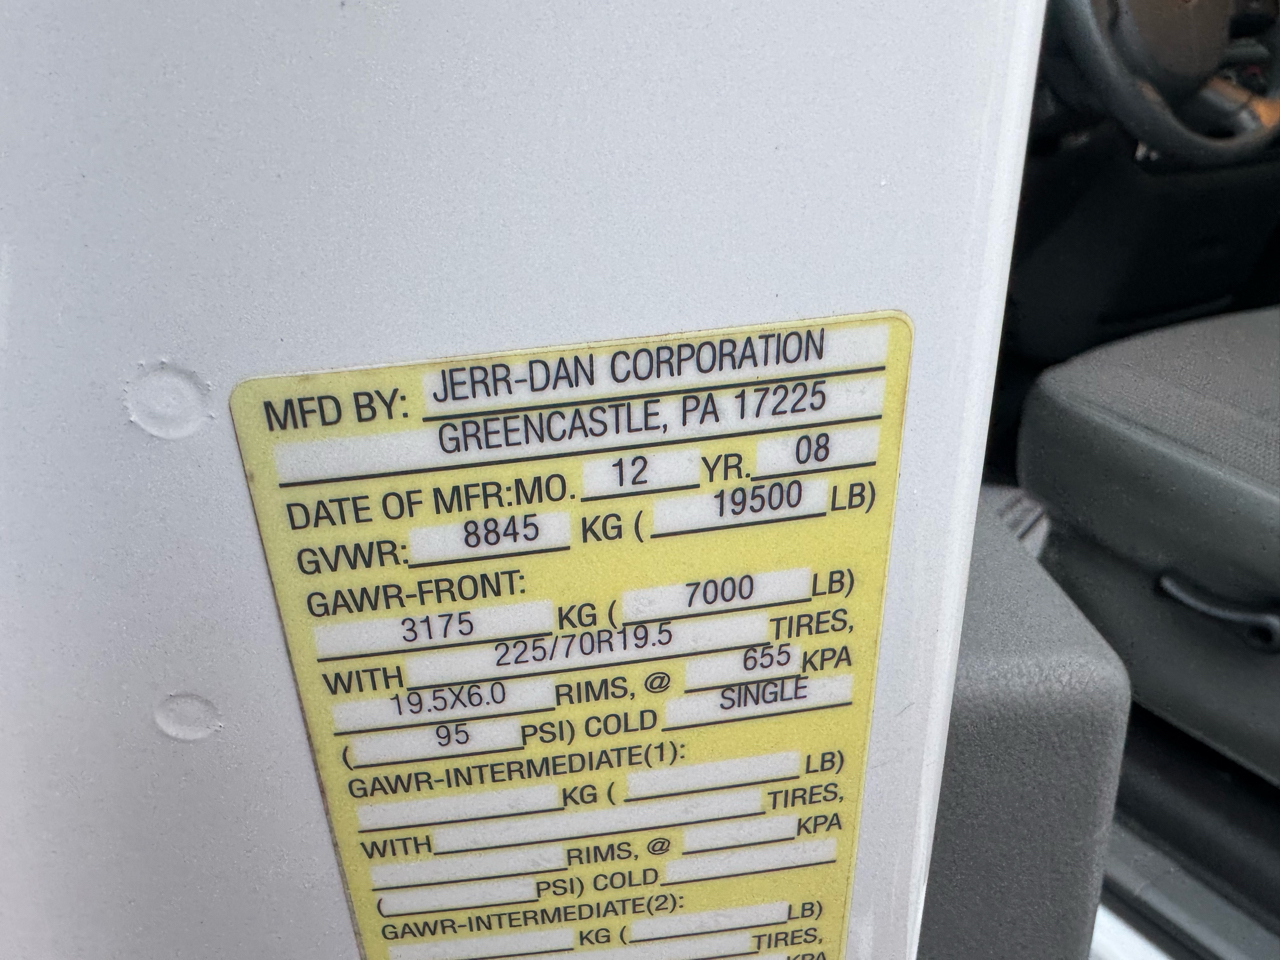 MFD BY: JERR-DAN CORPORATION
GREENCASTLE, PA 17225
DATE OF MFR:MO. 12 YR. 08
GVWR: 8845 KG ( 19500 LB)
GAWR-FRONT:
3175 KG ( 7000 LB)
WITH 225/70R19.5 TIRES,
19.5X6.0 RIMS, @ 655 KPA
( 95 PSI) COLD SINGLE
GAWR-INTERMEDIATE(1):
KG ( LB)
WITH TIRES,
RIMS, @ KPA
( PSI) COLD
GAWR-INTERMEDIATE(2):
KG ( LB)
TIRES,
KPA